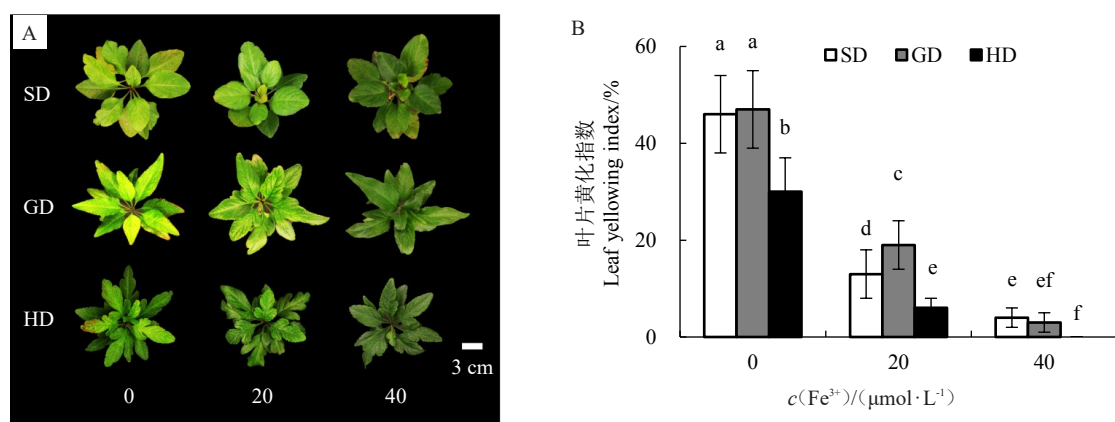 A
SD
GD
HD
3 cm
0 20 40
B
叶片黄化指数
Leaf yellowing index/%
60
40
20
0
SD GD HD
a a b
d c e
e ef f
0 20 40
c(Fe³⁺)/(μmol·L⁻¹)